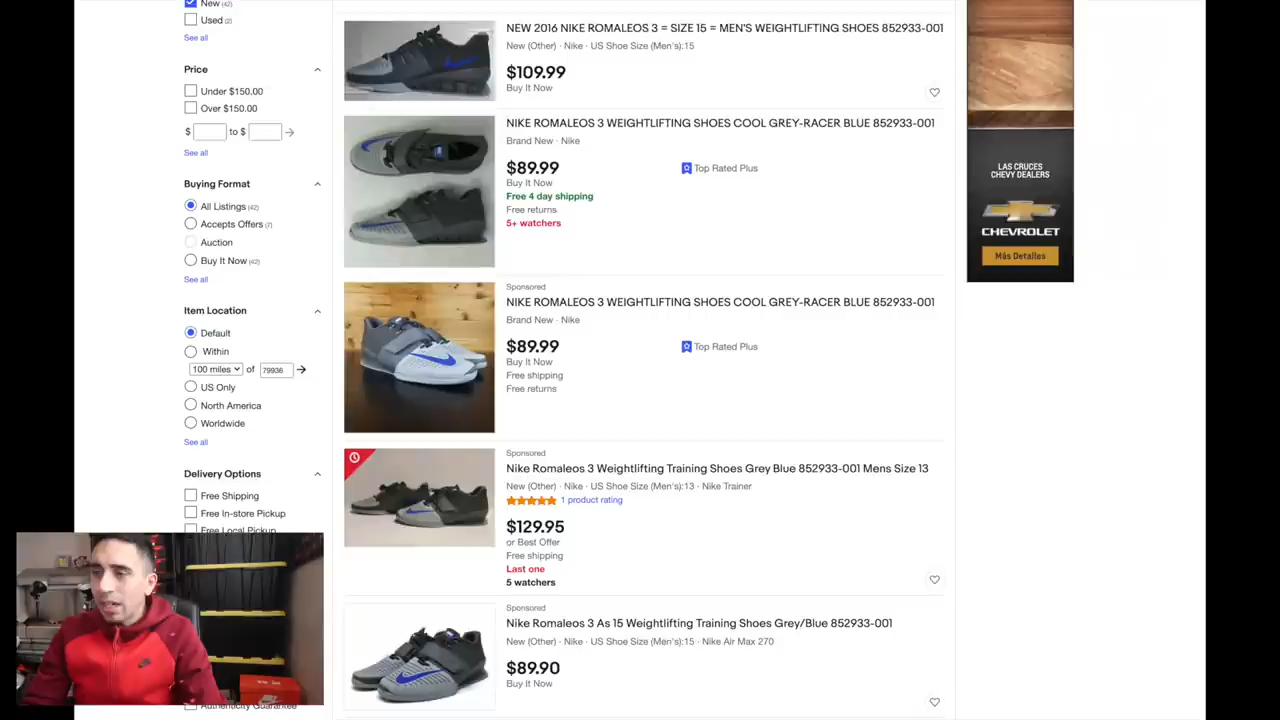 New (42)
Used (2)
See all
Price
Under $150.00
Over $150.00
$ to $
See all
Buying Format
All Listings (42)
Accepts Offers (7)
Auction
Buy It Now (42)
See all
Item Location
Default
Within
100 miles of 79936
US Only
North America
Worldwide
See all
Delivery Options
Free Shipping
Free In-store Pickup
Free Local Pickup
Authenticity Guarantee
NEW 2016 NIKE ROMALEOS 3 = SIZE 15 = MEN'S WEIGHTLIFTING SHOES 852933-001
New (Other) · Nike · US Shoe Size (Men's):15
$109.99
Buy It Now
NIKE ROMALEOS 3 WEIGHTLIFTING SHOES COOL GREY-RACER BLUE 852933-001
Brand New · Nike
$89.99
Top Rated Plus
Buy It Now
Free 4 day shipping
Free returns
5+ watchers
Sponsored
NIKE ROMALEOS 3 WEIGHTLIFTING SHOES COOL GREY-RACER BLUE 852933-001
Brand New · Nike
$89.99
Top Rated Plus
Buy It Now
Free shipping
Free returns
Sponsored
Nike Romaleos 3 Weightlifting Training Shoes Grey Blue 852933-001 Mens Size 13
New (Other) · Nike · US Shoe Size (Men's):13 · Nike Trainer
1 product rating
$129.95
or Best Offer
Free shipping
Last one
5 watchers
Sponsored
Nike Romaleos 3 As 15 Weightlifting Training Shoes Grey/Blue 852933-001
New (Other) · Nike · US Shoe Size (Men's):15 · Nike Air Max 270
$89.90
Buy It Now
LAS CRUCES
CHEVY DEALERS
CHEVROLET
Más Detalles